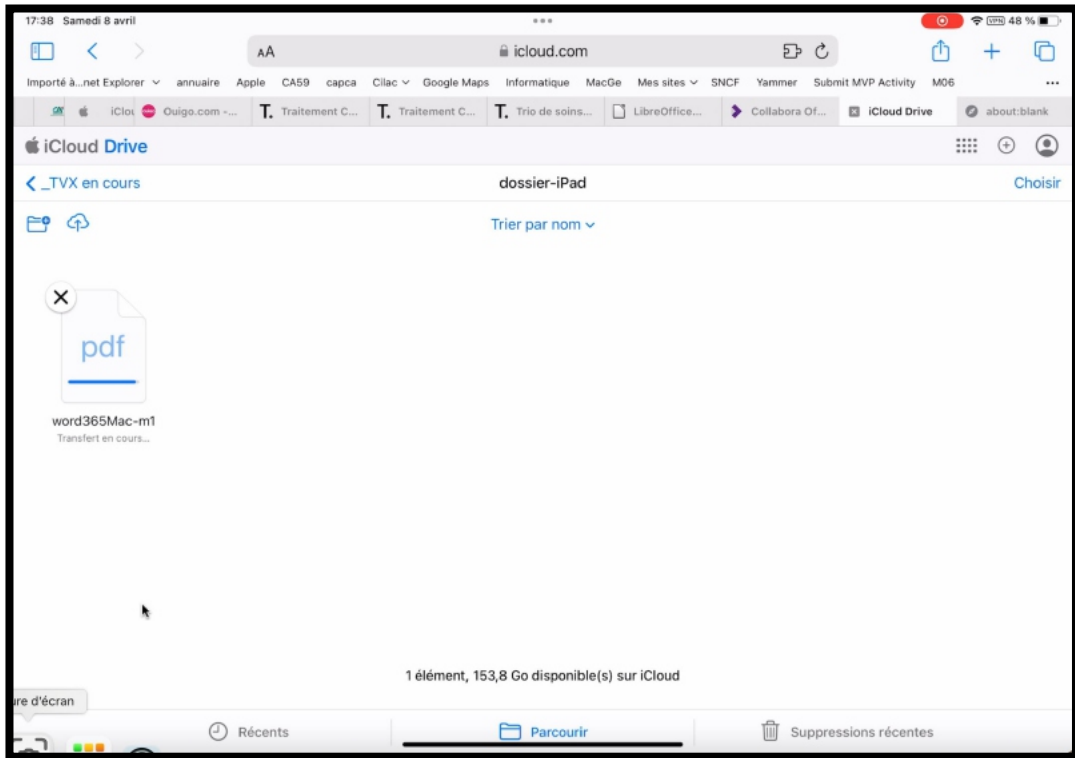 17:38 Samedi 8 avril
VPN 48 %
AA icloud.com
Importé à...net Explorer annuaire Apple CA59 capca Cilac Google Maps Informatique MacGe Mes sites SNCF Yammer Submit MVP Activity M06
iClou Ouigo.com -... T. Traitement C... T. Traitement C... T. Trio de soins... LibreOffice... Collabora Of... iCloud Drive about:blank
iCloud Drive
_TVX en cours dossier-iPad Choisir
Trier par nom
pdf
word365Mac-m1
Transfert en cours...
1 élément, 153,8 Go disponible(s) sur iCloud
ure d'écran
Récents Parcourir Suppressions récentes